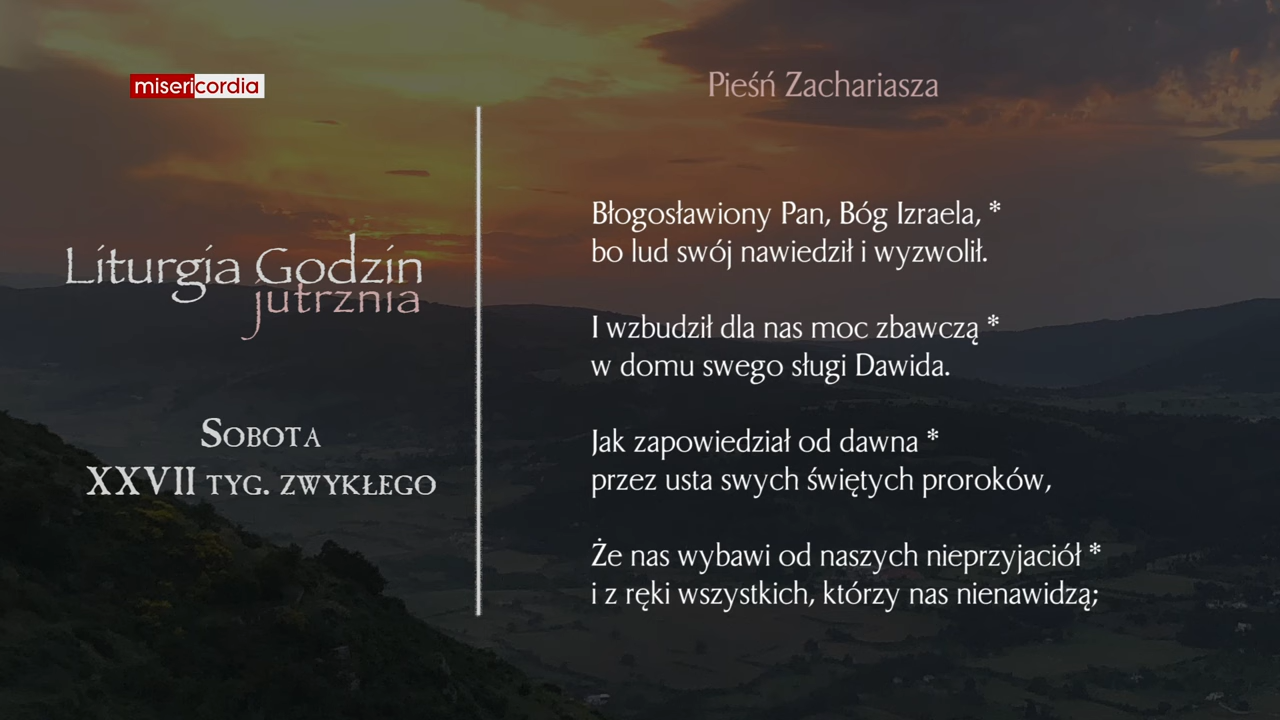 misericordia
Liturgia Godzin
jutrznia
Sobota
XXVII tyg. zwykłego
Pieśń Zachariasza
Błogosławiony Pan, Bóg Izraela, *
bo lud swój nawiedził i wyzwolił.
I wzbudził dla nas moc zbawczą *
w domu swego sługi Dawida.
Jak zapowiedział od dawna *
przez usta swych świętych proroków,
Że nas wybawi od naszych nieprzyjaciół *
i z ręki wszystkich, którzy nas nienawidzą;